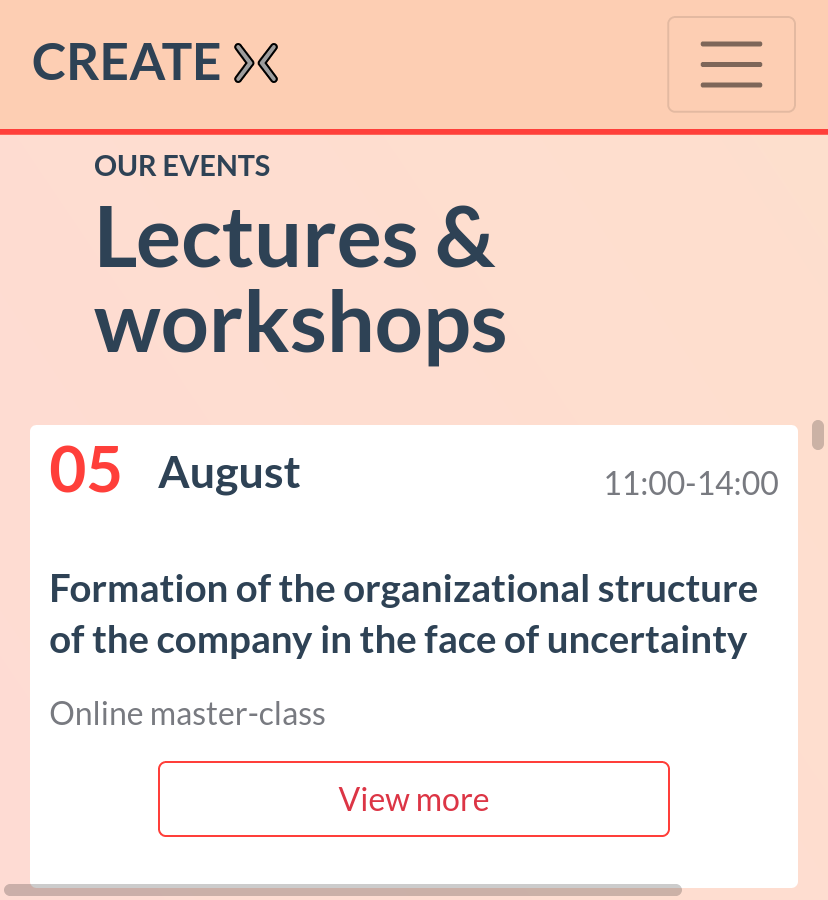 CREATE
OUR EVENTS
Lectures &
workshops
05 August 11:00-14:00
Formation of the organizational structure
of the company in the face of uncertainty
Online master-class
View more